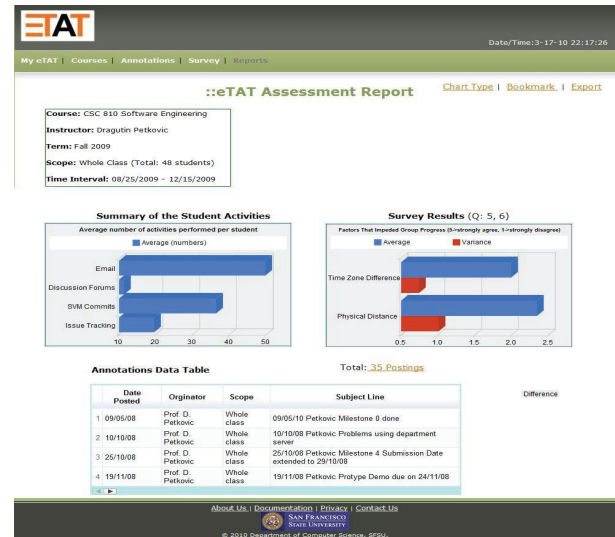 ETAT
Date/Time:3-17-10 22:17:26
My eTAT | Courses | Annotations | Survey | Reports
::eTAT Assessment Report
Chart Type | Bookmark | Export
Course: CSC 810 Software Engineering
Instructor: Dragutin Petkovic
Term: Fall 2009
Scope: Whole Class (Total: 48 students)
Time Interval: 08/25/2009 - 12/15/2009
Summary of the Student Activities
Average number of activities performed per student
Average (numbers)
Email
Discussion Forums
SVM Commits
Issue Tracking
10 20 30 40 50
Survey Results (Q: 5, 6)
Factors That Impeded Group Progress (5->strongly agree, 1->strongly disagree)
Average Variance
Time Zone Difference
Physical Distance
0.5 1.0 1.5 2.0 2.5
Annotations Data Table
Total: 35 Postings
Date Posted Orginator Scope Subject Line
1 09/05/08 Prof. D. Petkovic Whole class 09/05/10 Petkovic Milestone 0 done
2 10/10/08 Prof. D. Petkovic Whole class 10/10/08 Petkovic Problems using department server
3 25/10/08 Prof. D. Petkovic Whole class 25/10/08 Petkovic Milestone 4 Submission Date extended to 29/10/08
4 19/11/08 Prof. D. Petkovic Whole class 19/11/08 Petkovic Protype Demo due on 24/11/08
Difference
About Us | Documentation | Privacy | Contact Us
SAN FRANCISCO
STATE UNIVERSITY
© 2010 Department of Computer Science, SFSU.